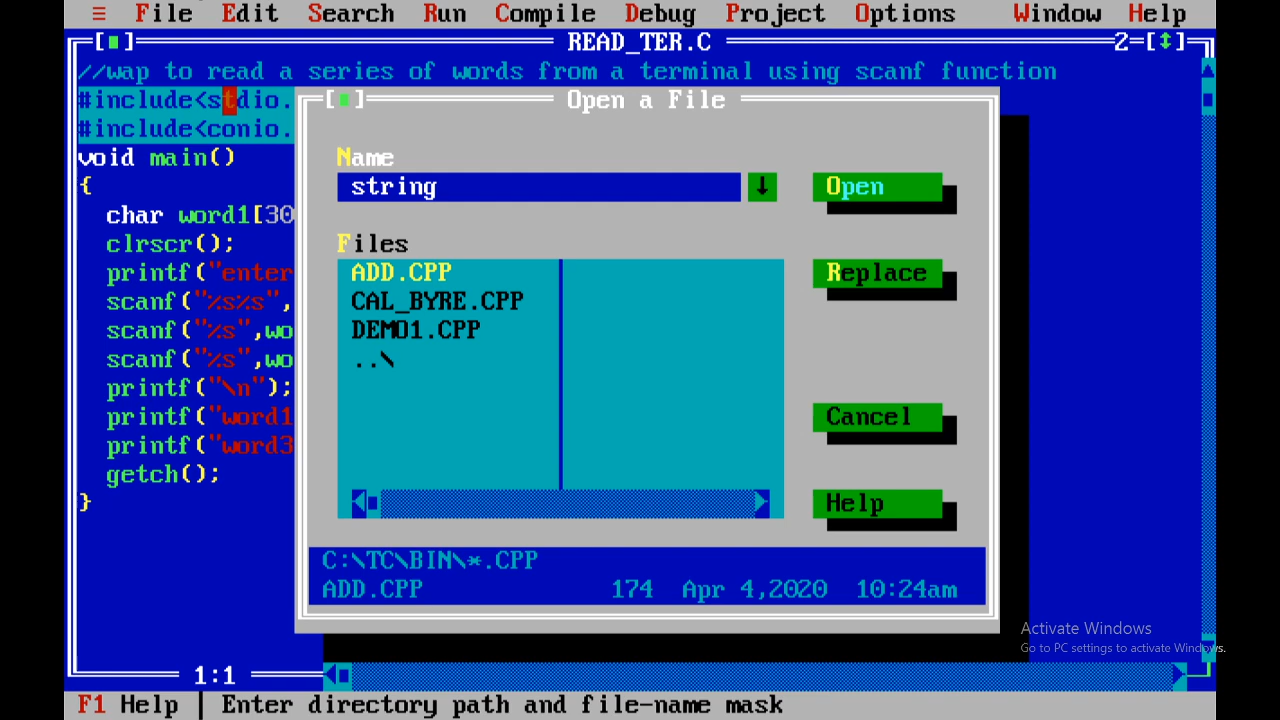 ≡ File Edit Search Run Compile Debug Project Options Window Help
READ_TER.C 2=[↕]
//wap to read a series of words from a terminal using scanf function
#include<stdio.
#include<conio.
void main()
{
char word1[30
clrscr();
printf("enter
scanf("%s%s",
scanf("%s",wo
scanf("%s",wo
printf("\n");
printf("word1
printf("word3
getch();
}
1:1
Open a File
Name
string
Open
Files
ADD.CPP
CAL_BYRE.CPP
DEMO1.CPP
..\
Replace
Cancel
Help
C:\TC\BIN\*.CPP
ADD.CPP 174 Apr 4,2020 10:24am
Activate Windows
Go to PC settings to activate Windows.
F1 Help | Enter directory path and file-name mask